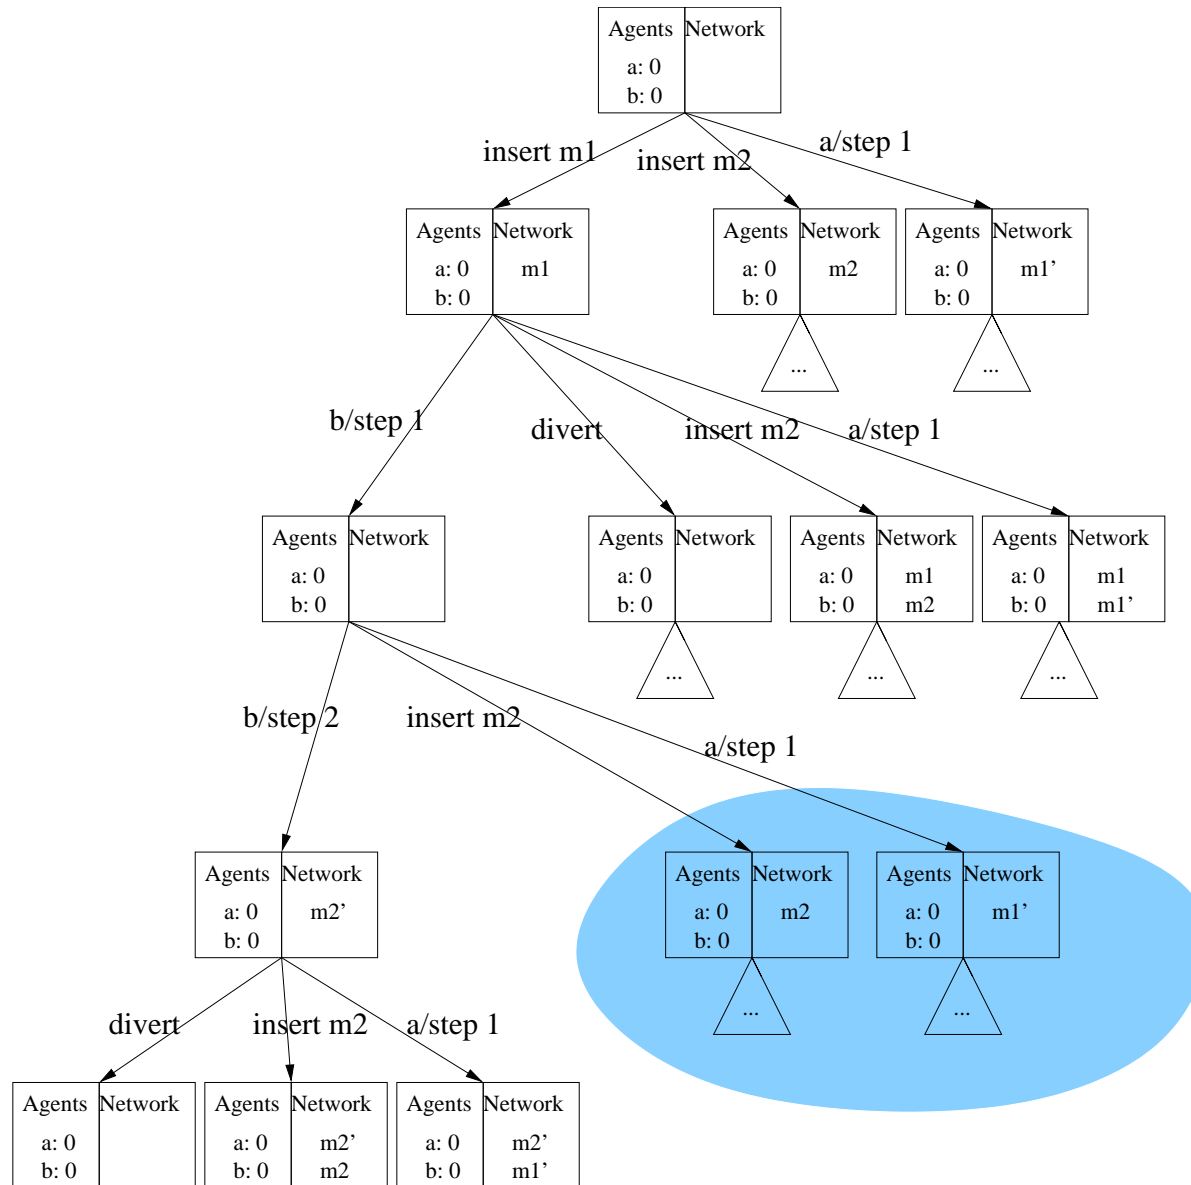 Agents Network
a: 0
b: 0
insert m1
insert m2
a/step 1
Agents Network
a: 0 m1
b: 0
Agents Network
a: 0 m2
b: 0
Agents Network
a: 0 m1’
b: 0
...
...
b/step 1
divert
insert m2
a/step 1
Agents Network
a: 0
b: 0
Agents Network
a: 0
b: 0
Agents Network
a: 0 m1
b: 0 m2
Agents Network
a: 0 m1
b: 0 m1’
...
...
...
b/step 2
insert m2
a/step 1
Agents Network
a: 0 m2’
b: 0
Agents Network
a: 0 m2
b: 0
Agents Network
a: 0 m1’
b: 0
...
...
divert
insert m2
a/step 1
Agents Network
a: 0
b: 0
Agents Network
a: 0 m2’
b: 0 m2
Agents Network
a: 0 m2’
b: 0 m1’